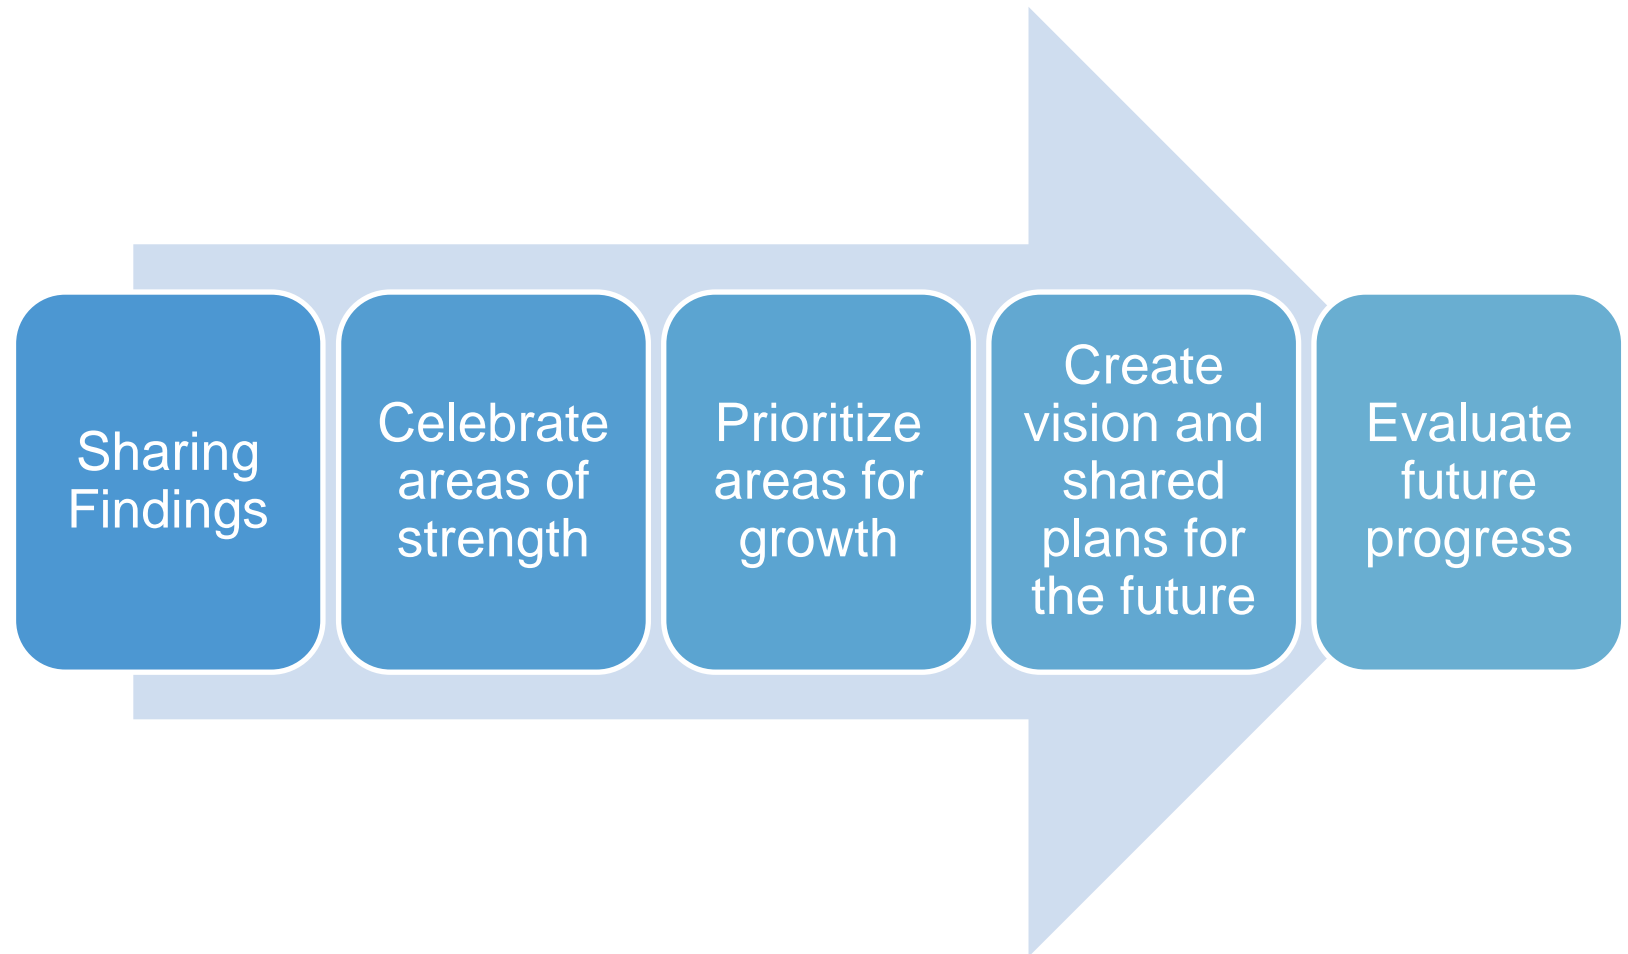 Sharing
Findings
Celebrate
areas of
strength
Prioritize
areas for
growth
Create
vision and
shared
plans for
the future
Evaluate
future
progress